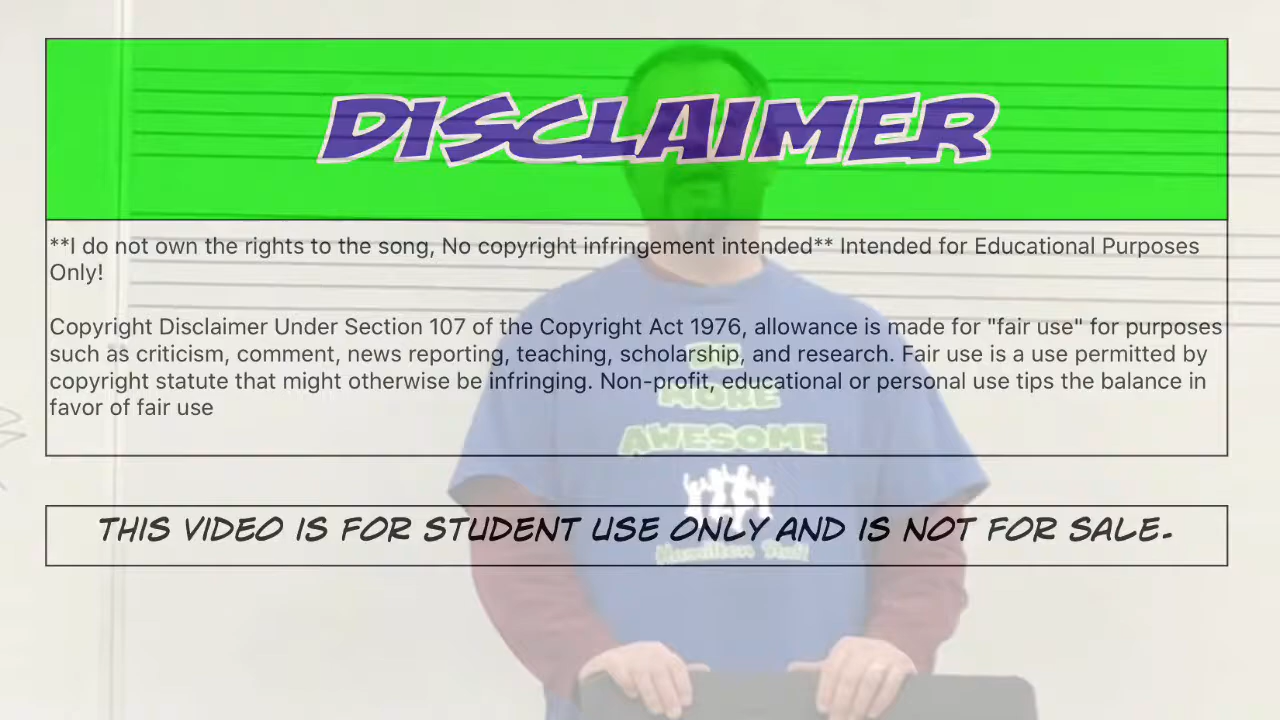 DISCLAIMER
**I do not own the rights to the song, No copyright infringement intended** Intended for Educational Purposes
Only!
Copyright Disclaimer Under Section 107 of the Copyright Act 1976, allowance is made for "fair use" for purposes
such as criticism, comment, news reporting, teaching, scholarship, and research. Fair use is a use permitted by
copyright statute that might otherwise be infringing. Non-profit, educational or personal use tips the balance in
favor of fair use
MORE
AWESOME
THIS VIDEO IS FOR STUDENT USE ONLY AND IS NOT FOR SALE.